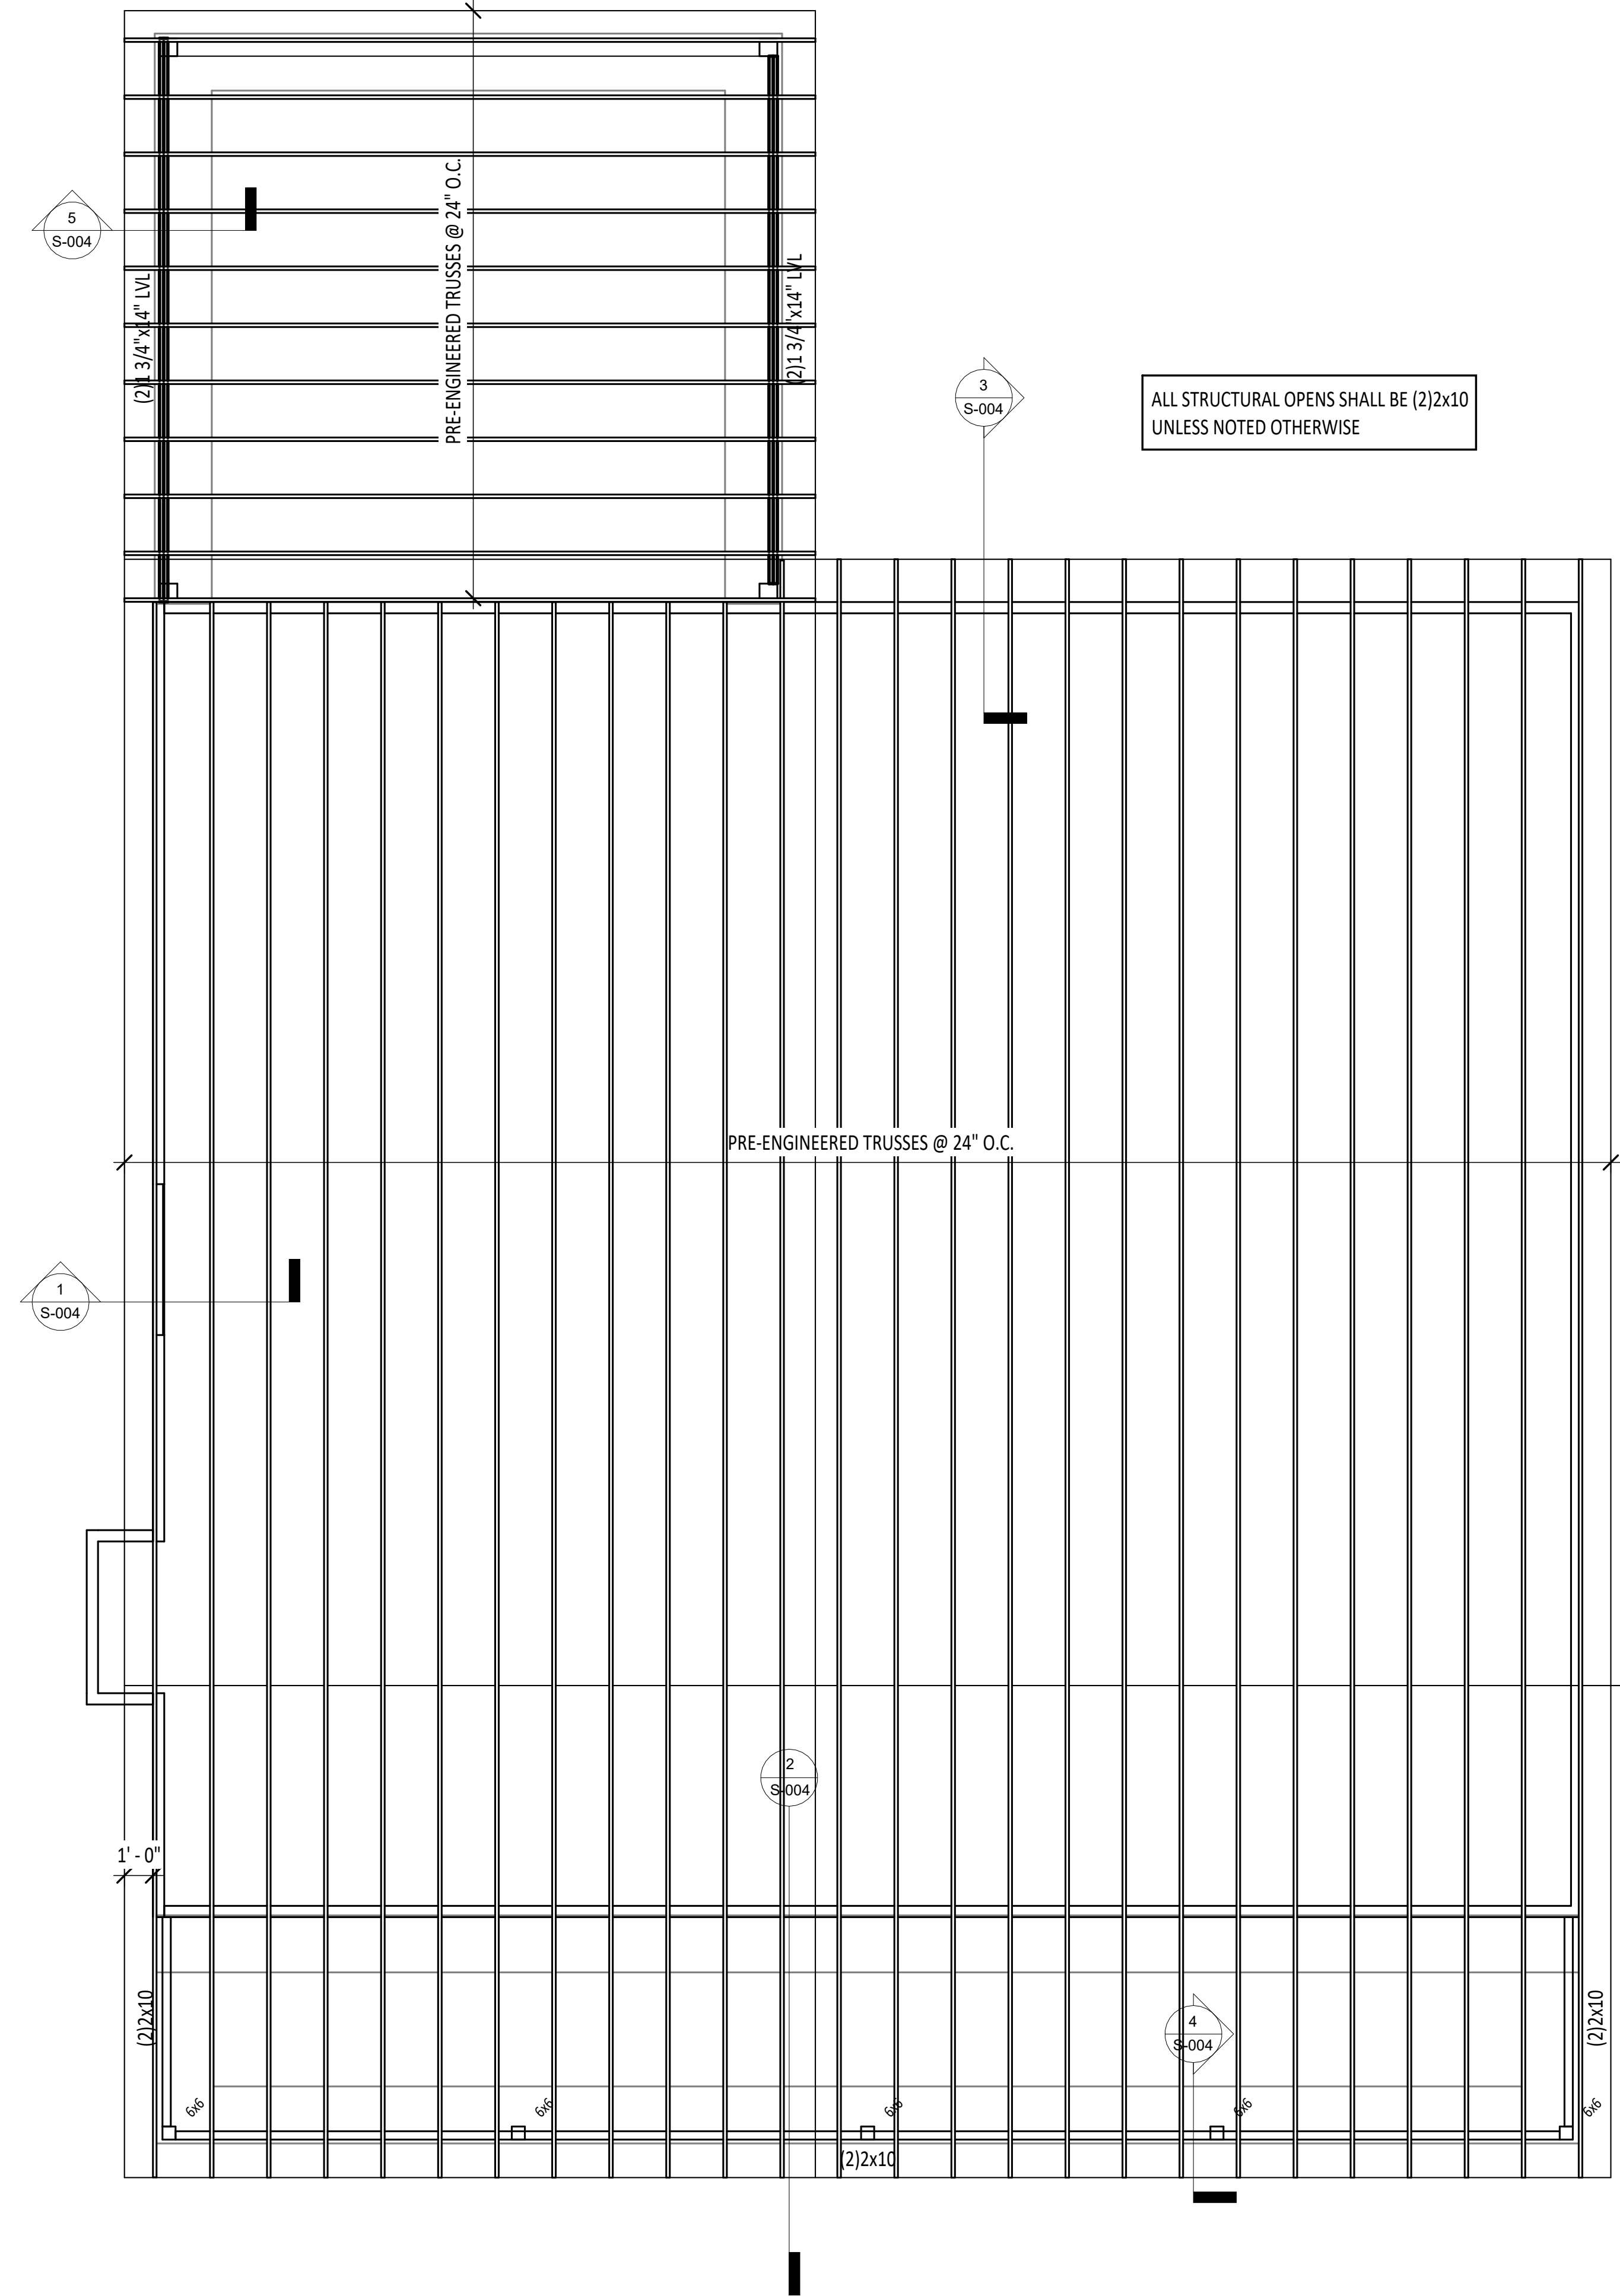 5
S-004
(2)1 3/4"x14" LVL
PRE-ENGINEERED TRUSSES @ 24" O.C.
(2)1 3/4"x14" LVL
3
S-004
ALL STRUCTURAL OPENS SHALL BE (2)2x10
UNLESS NOTED OTHERWISE
PRE-ENGINEERED TRUSSES @ 24" O.C.
1
S-004
2
S-004
1' - 0"
(2)2x10
(2)2x10
4
S-004
6x6
6x6
6x6
6x6
6x6
(2)2x10